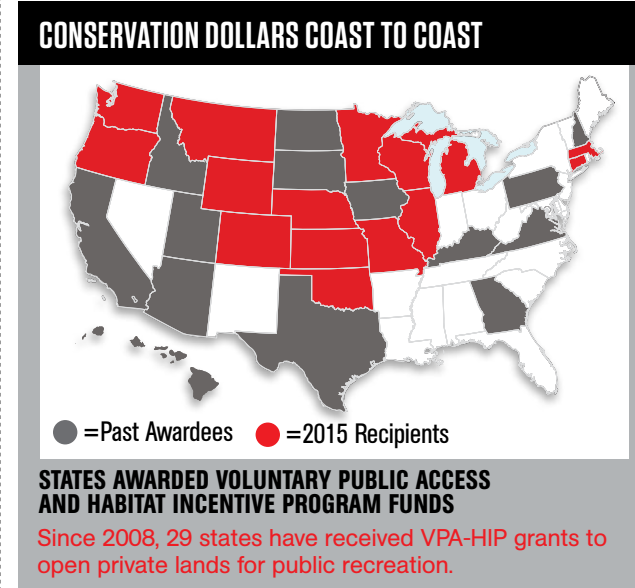 CONSERVATION DOLLARS COAST TO COAST
=Past Awardees =2015 Recipients
STATES AWARDED VOLUNTARY PUBLIC ACCESS
AND HABITAT INCENTIVE PROGRAM FUNDS
Since 2008, 29 states have received VPA-HIP grants to
open private lands for public recreation.